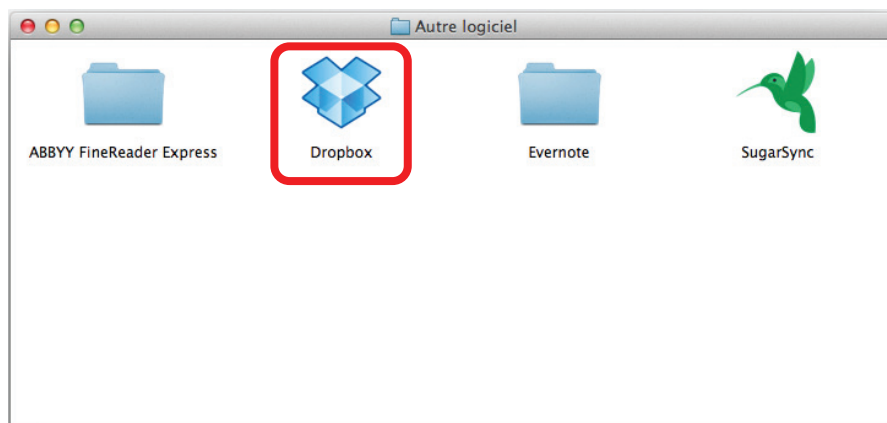 Autre logiciel
ABBYY FineReader Express
Dropbox
Evernote
SugarSync